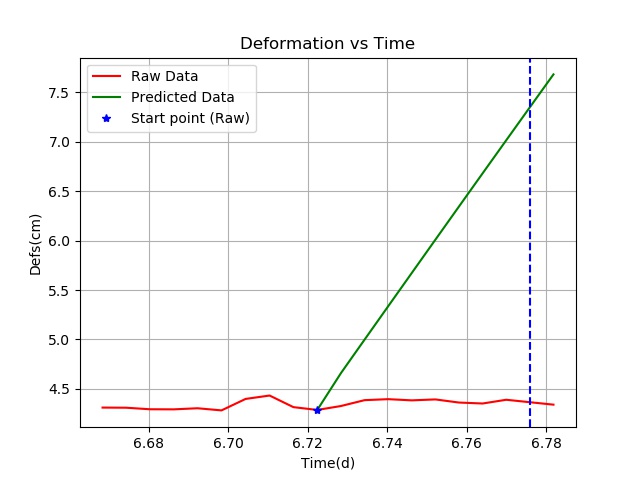 Deformation vs Time
Raw Data
Predicted Data
Start point (Raw)
7.5
7.0
6.5
6.0
5.5
5.0
4.5
Defs(cm)
6.68 6.70 6.72 6.74 6.76 6.78
Time(d)